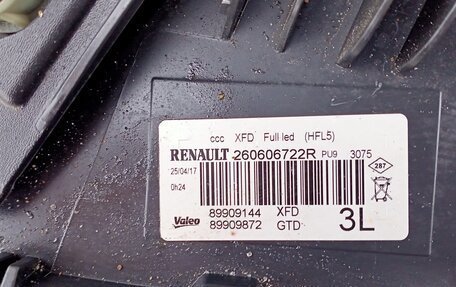 ccc XFD Full led (HFL5)
RENAULT 260606722R PU9 3075
25/04/17
0h24
287
Valeo
89909144 XFD
89909872 GTD
3L